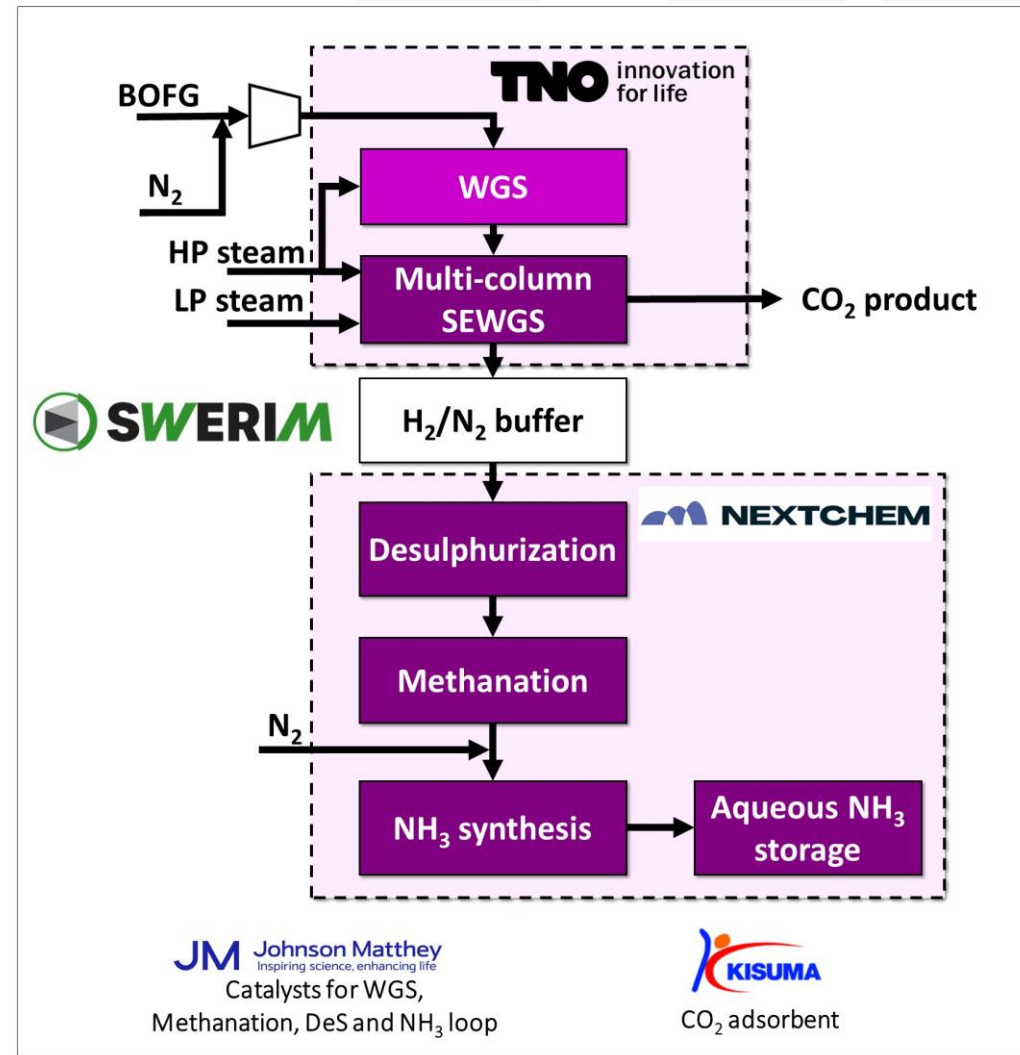 TNO innovation
for life
BOFG
N₂
WGS
HP steam
LP steam
Multi-column
SEWGS
CO₂ product
SWERIM
H₂/N₂ buffer
NEXTCHEM
Desulphurization
Methanation
N₂
NH₃ synthesis
Aqueous NH₃
storage
JM Johnson Matthey
Inspiring science, enhancing life
Catalysts for WGS,
Methanation, DeS and NH₃ loop
KISUMA
CO₂ adsorbent